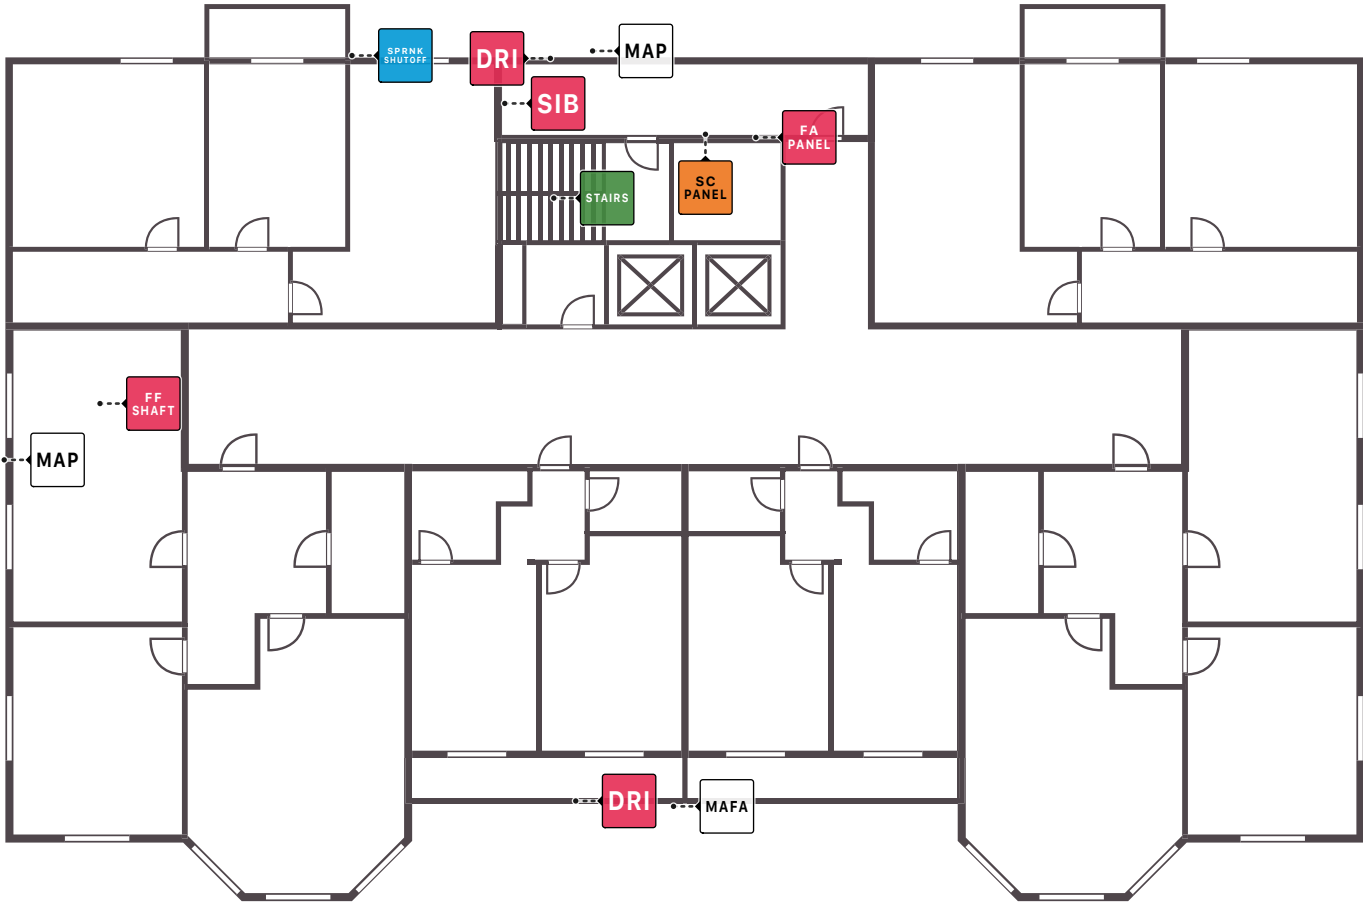 SPRNK
SHUTOFF
DRI
MAP
SIB
FA
PANEL
SC
PANEL
STAIRS
FF
SHAFT
MAP
DRI
MAFA